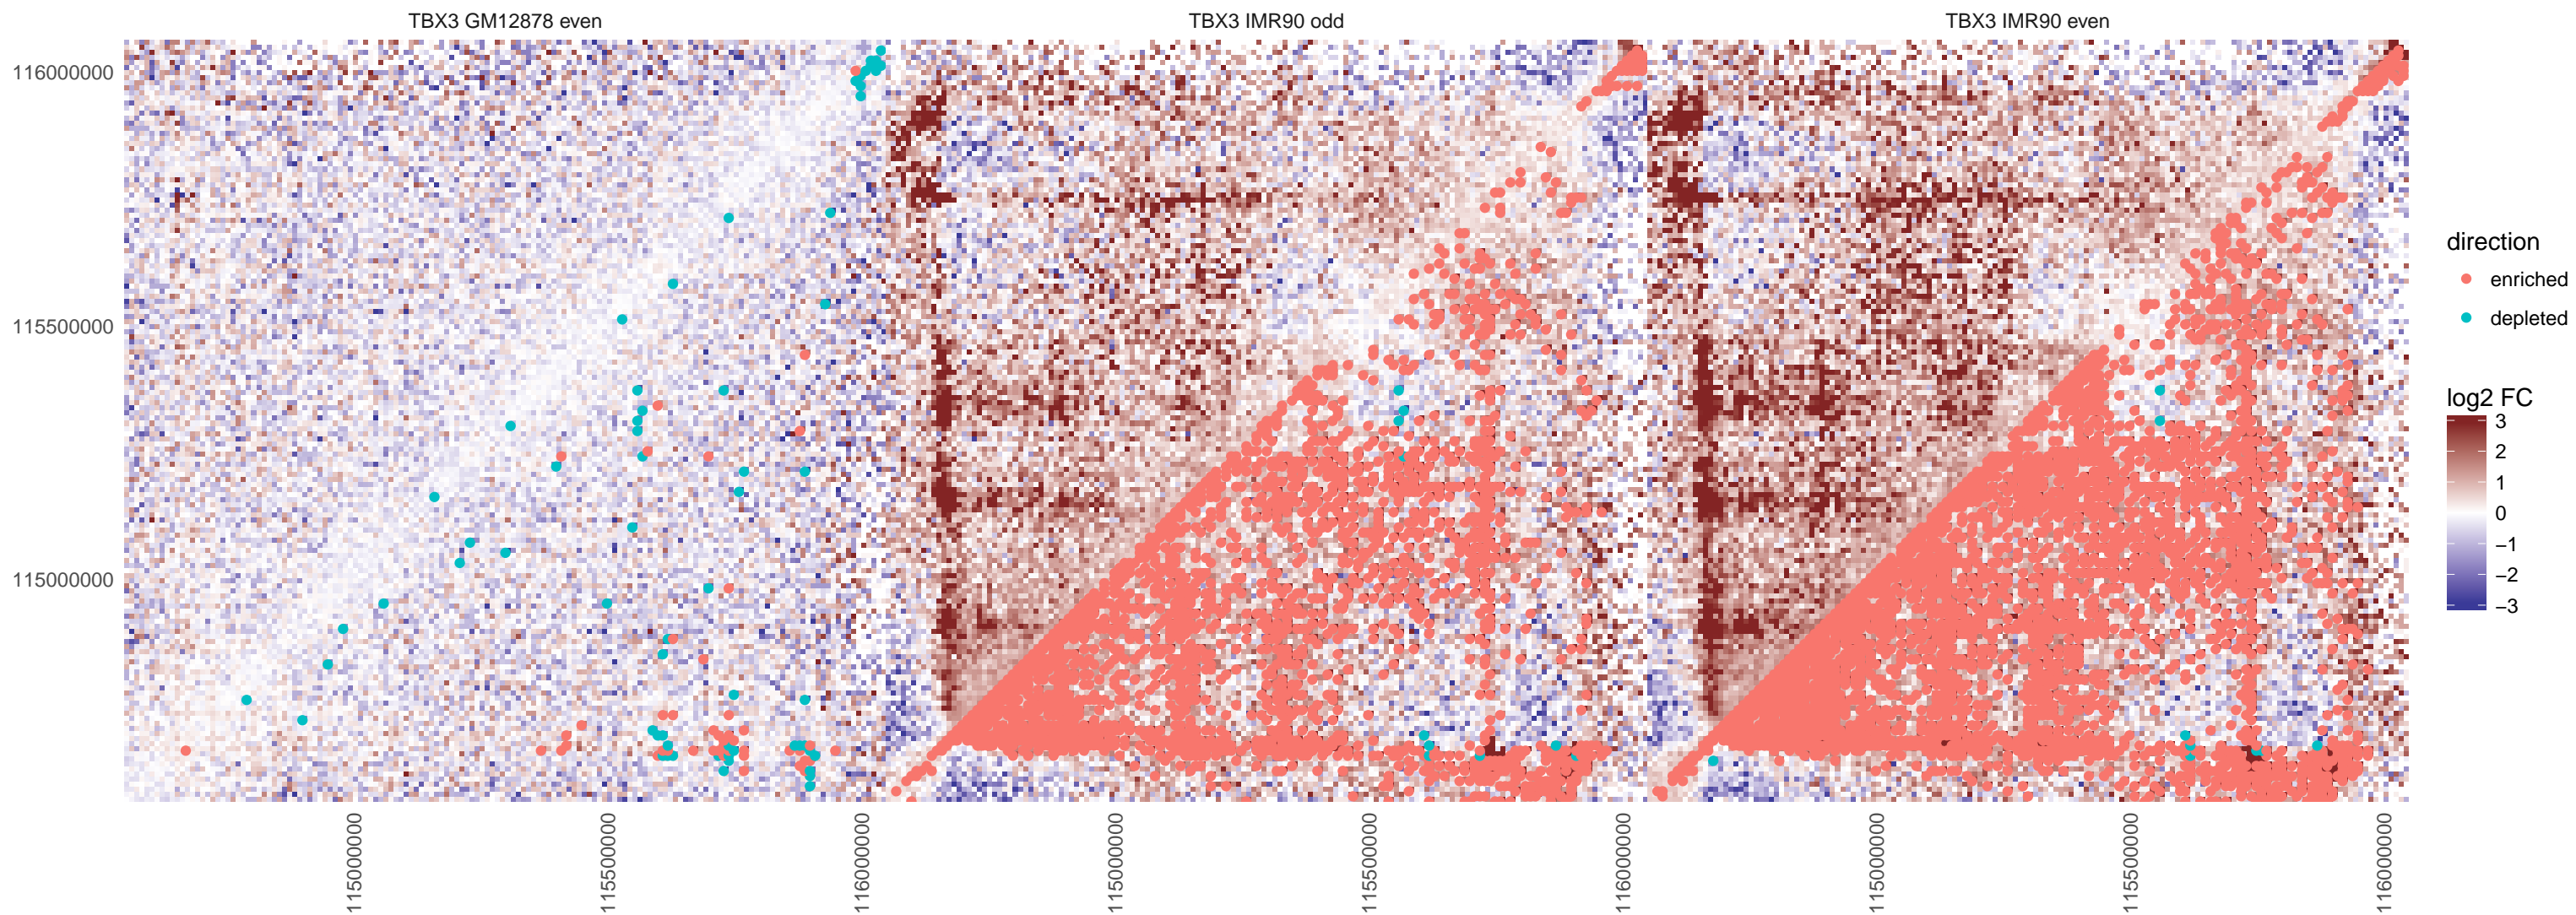 TBX3 GM12878 even
TBX3 IMR90 odd
TBX3 IMR90 even
116000000
115500000
115000000
115000000
115500000
116000000
115000000
115500000
116000000
115000000
115500000
116000000
direction
enriched
depleted
log2 FC
3
2
1
0
−1
−2
−3